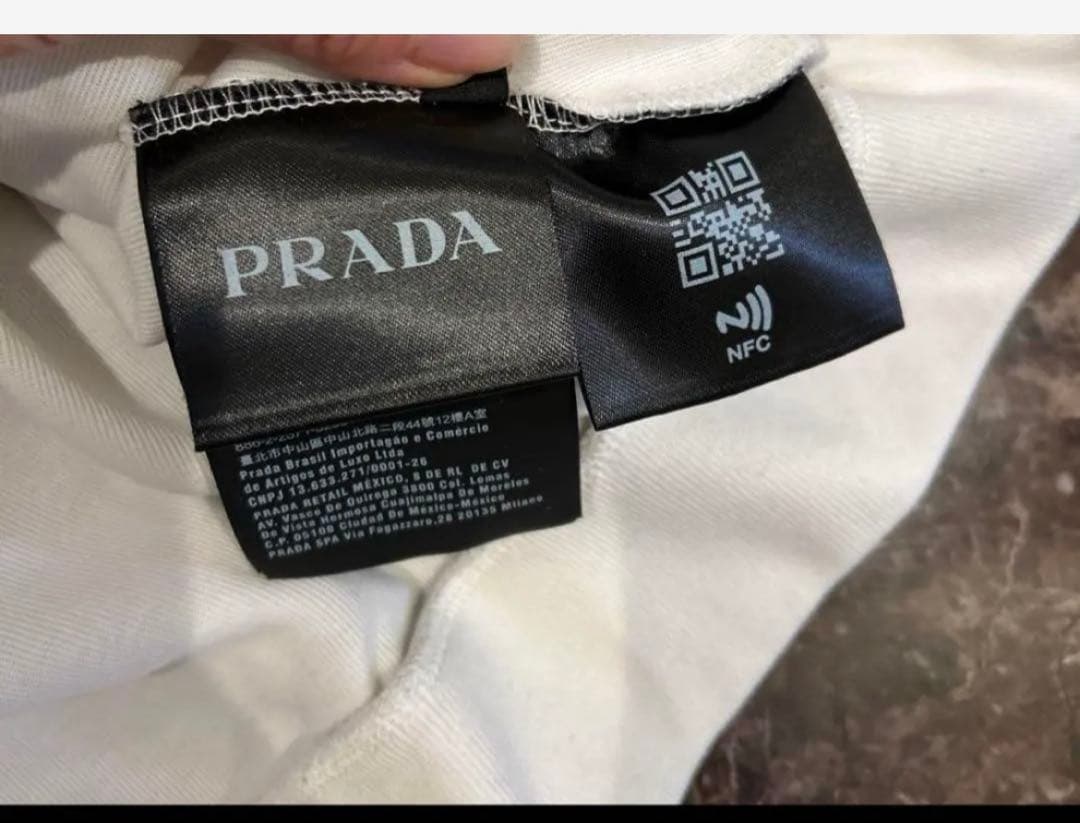 PRADA
NFC
臺北市中山區中山北路二段44號12樓A室
Prada Brasil Importagão e Comércio
de Artigos de Luxo Ltda
CNPJ 13.633.271/0001-26
PRADA RETAIL MÉXICO, S DE RL DE CV
AV. Vasco De Quiroga 3800 Col. Lomas
De Vista Hermosa Cuajimalpa De Morelos
C.P. 05109 Ciudad De Mexico-Mexico
PRADA SPA Via Fogazzaro, 28 20135 Milano